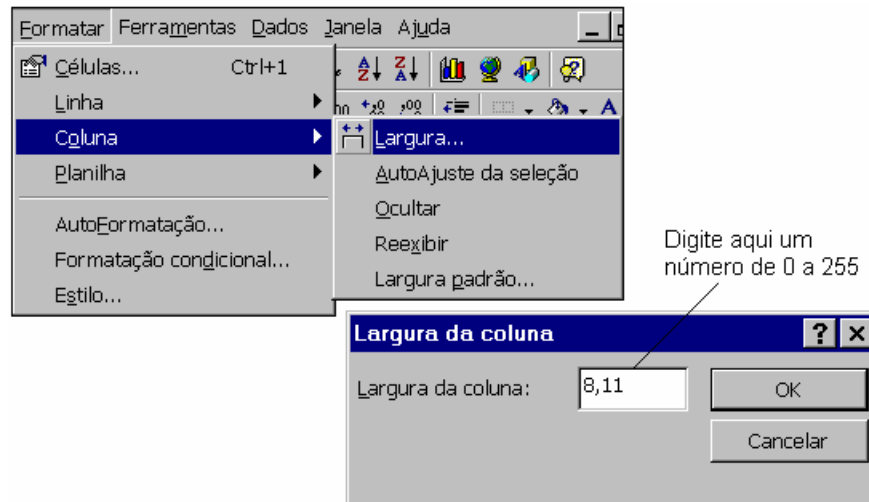 Formatar Ferramentas Dados Janela Ajuda
Células... Ctrl+1
Linha
Coluna
Planilha
AutoFormatação...
Formatação condicional...
Estilo...
Largura...
AutoAjuste da seleção
Ocultar
Reexibir
Largura padrão...
Digite aqui um
número de 0 a 255
Largura da coluna
Largura da coluna: 8,11 OK
Cancelar